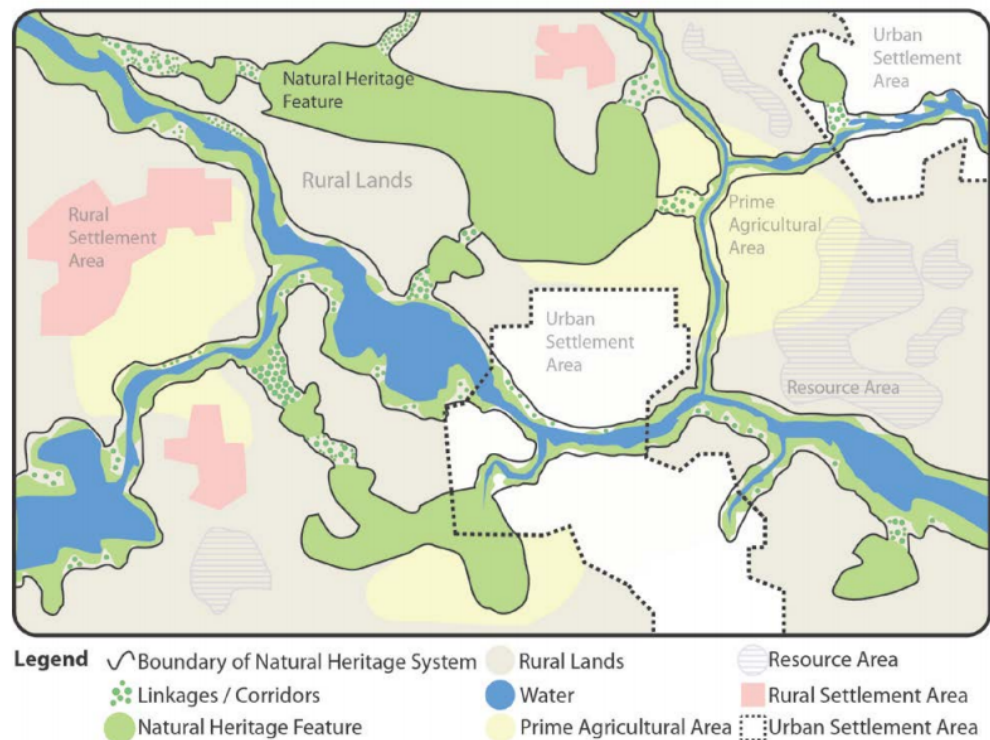 Urban
Settlement
Area
Natural Heritage
Feature
Rural Lands
Rural
Settlement
Area
Prime
Agricultural
Area
Urban
Settlement
Area
Resource Area
Legend
Boundary of Natural Heritage System
Rural Lands
Resource Area
Linkages / Corridors
Water
Rural Settlement Area
Natural Heritage Feature
Prime Agricultural Area
Urban Settlement Area